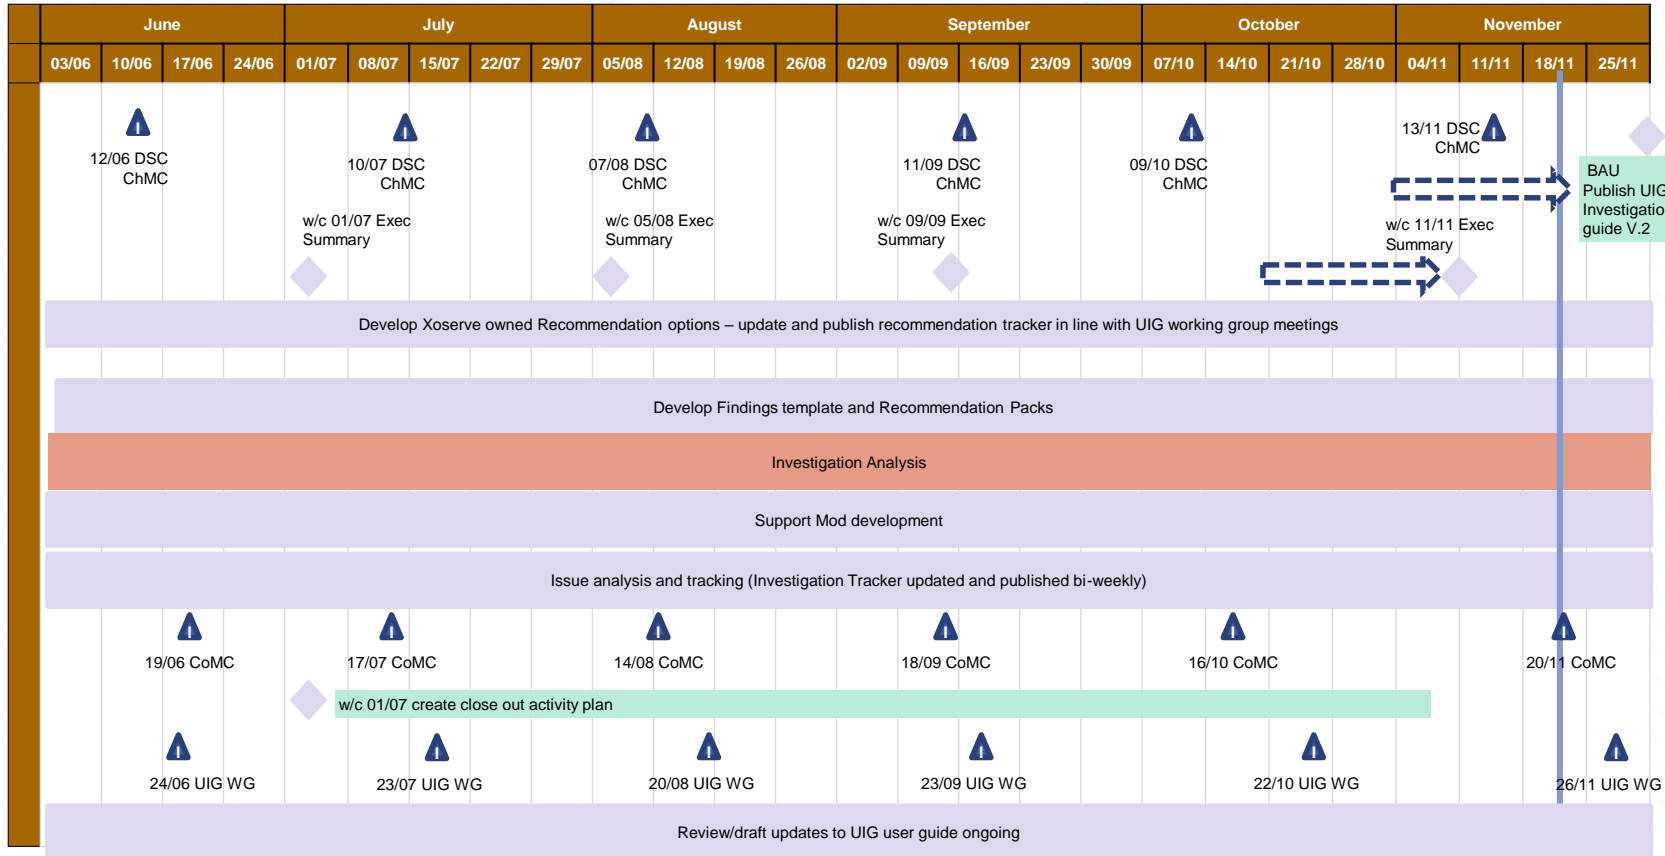 June July August September October November
03/06 10/06 17/06 24/06 01/07 08/07 15/07 22/07 29/07 05/08 12/08 19/08 26/08 02/09 09/09 16/09 23/09 30/09 07/10 14/10 21/10 28/10 04/11 11/11 18/11 25/11
12/06 DSC
ChMC
10/07 DSC
ChMC
07/08 DSC
ChMC
11/09 DSC
ChMC
09/10 DSC
ChMC
13/11 DSC
ChMC
BAU
Publish UIG
Investigatio
guide V.2
w/c 01/07 Exec
Summary
w/c 05/08 Exec
Summary
w/c 09/09 Exec
Summary
w/c 11/11 Exec
Summary
Develop Xoserve owned Recommendation options – update and publish recommendation tracker in line with UIG working group meetings
Develop Findings template and Recommendation Packs
Investigation Analysis
Support Mod development
Issue analysis and tracking (Investigation Tracker updated and published bi-weekly)
19/06 CoMC
17/07 CoMC
14/08 CoMC
18/09 CoMC
16/10 CoMC
20/11 CoMC
w/c 01/07 create close out activity plan
24/06 UIG WG
23/07 UIG WG
20/08 UIG WG
23/09 UIG WG
22/10 UIG WG
26/11 UIG WG
Review/draft updates to UIG user guide ongoing